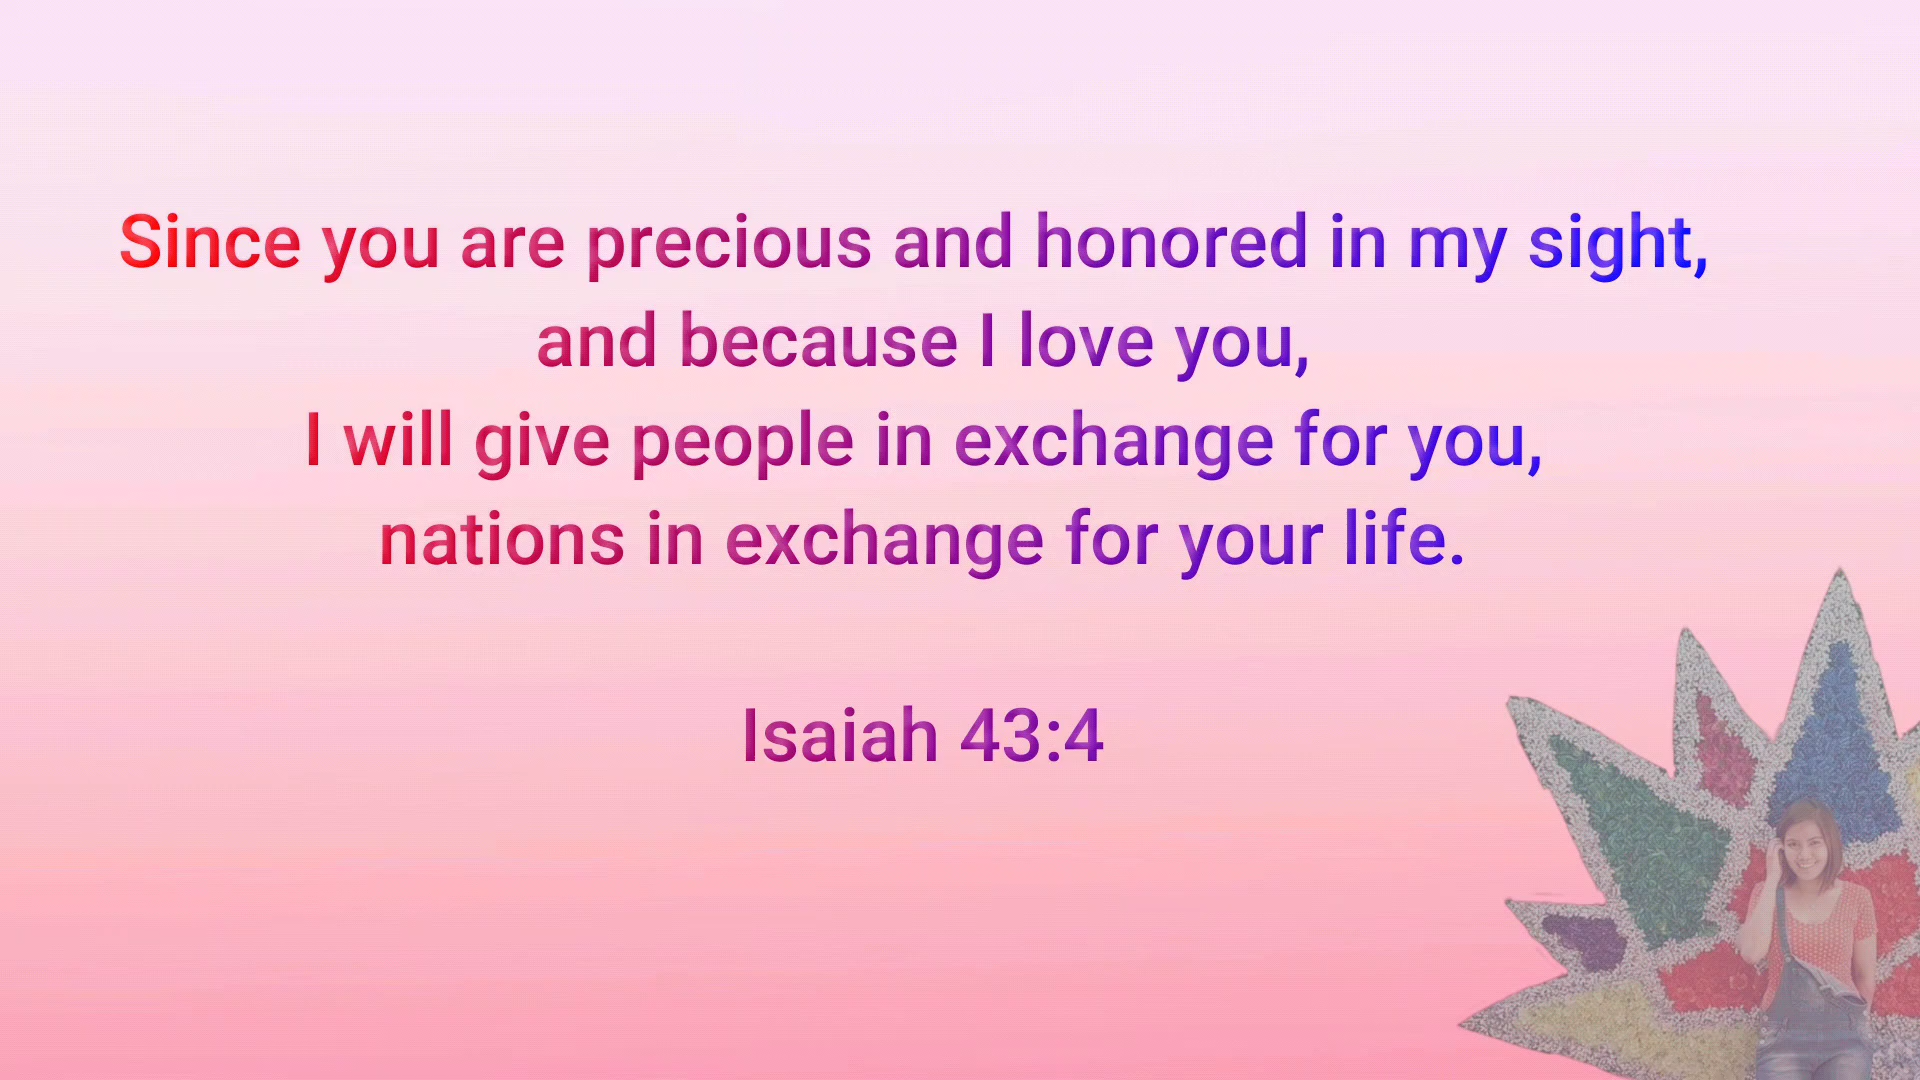 Since you are precious and honored in my sight,
and because I love you,
I will give people in exchange for you,
nations in exchange for your life.
Isaiah 43:4